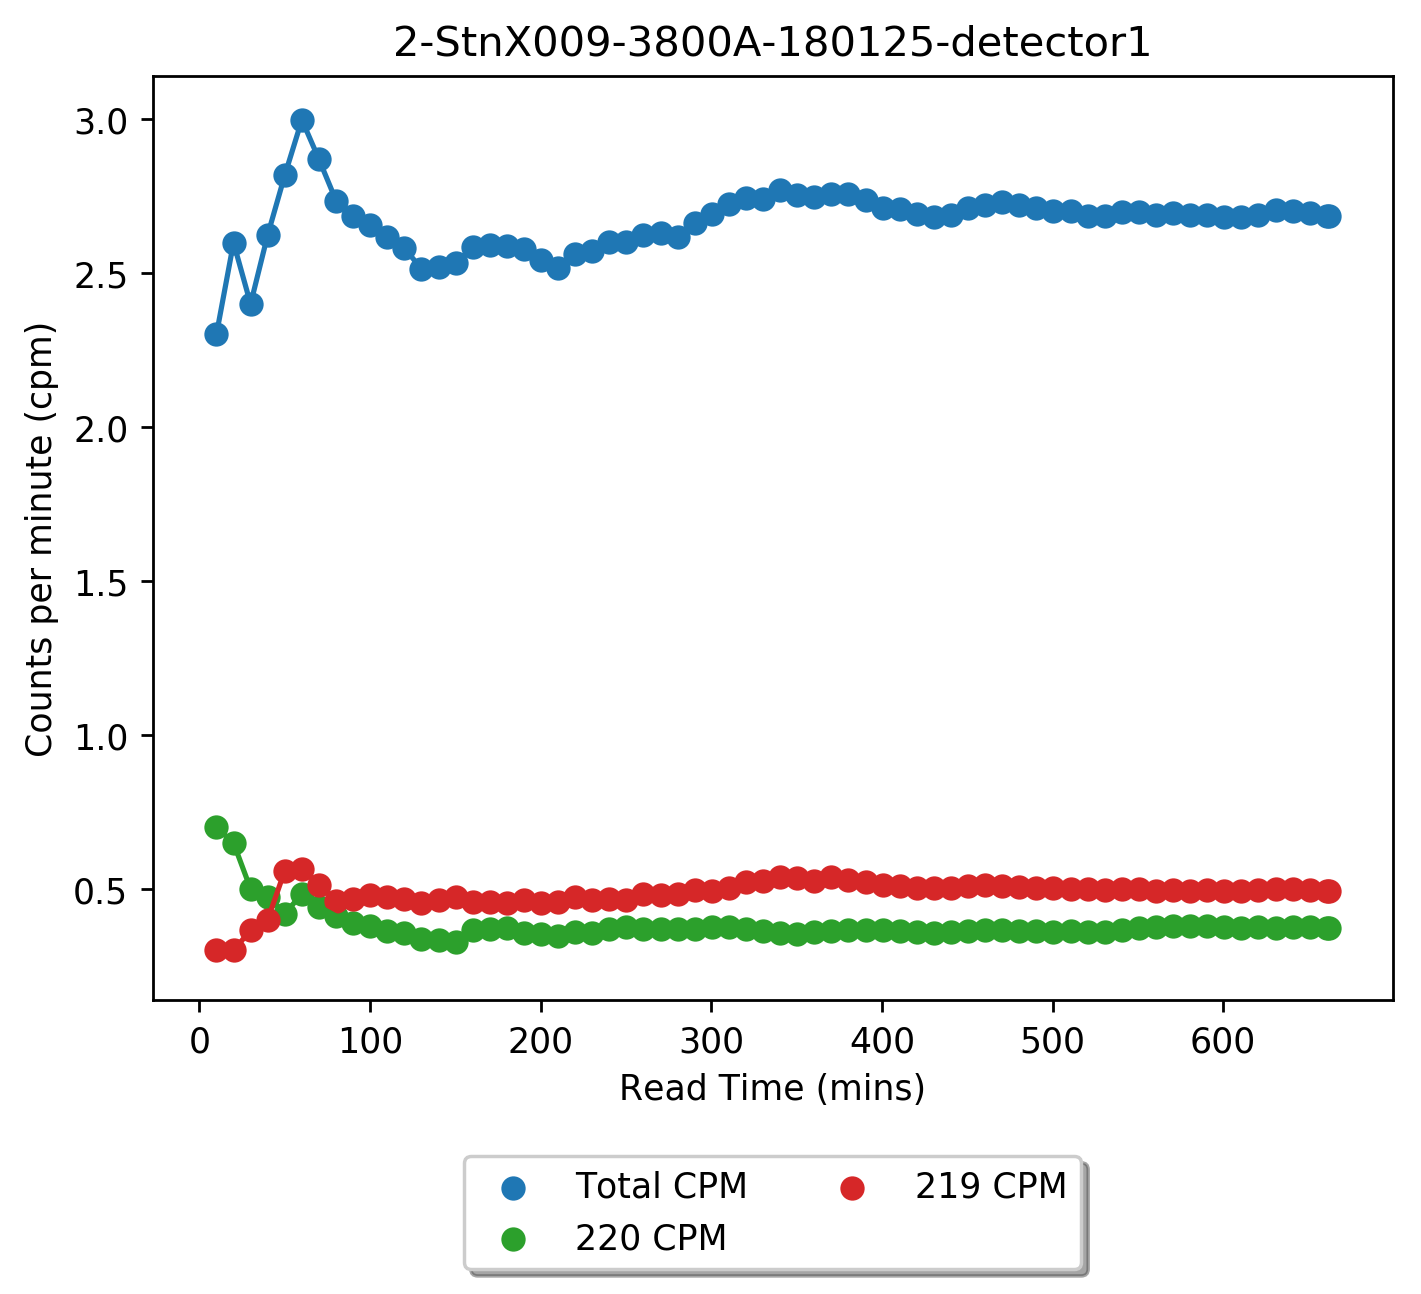 2-StnX009-3800A-180125-detector1
Counts per minute (cpm)
3.0
2.5
2.0
1.5
1.0
0.5
0 100 200 300 400 500 600
Read Time (mins)
Total CPM 219 CPM
220 CPM